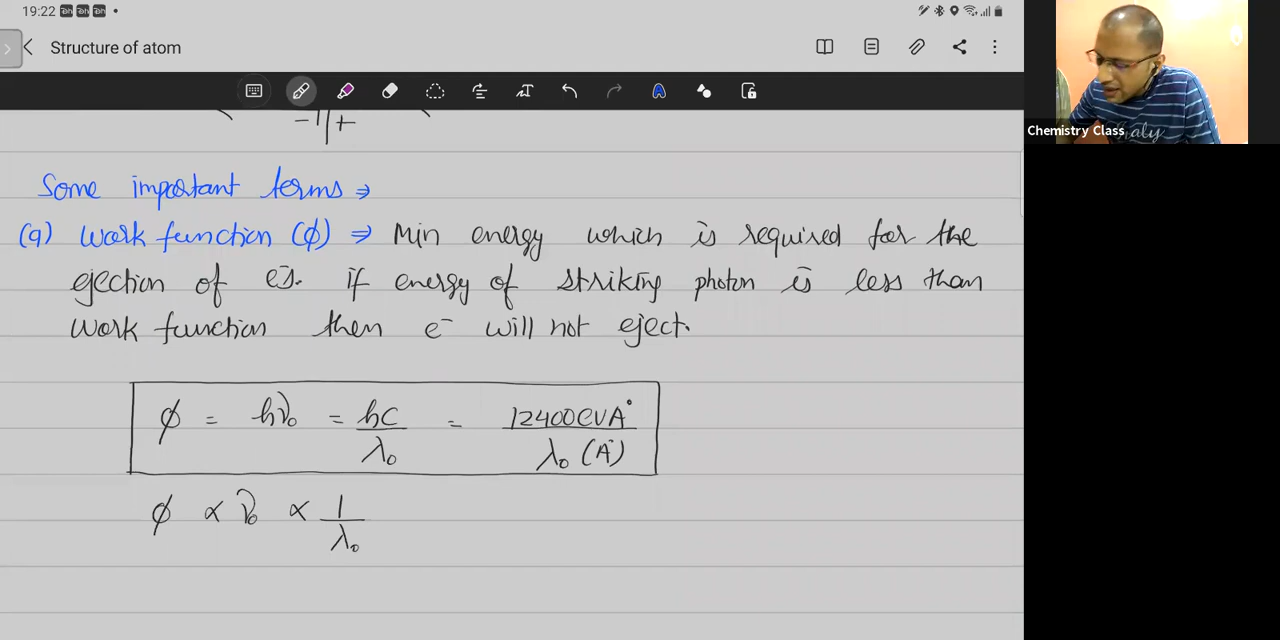 19:22
Structure of atom
Chemistry Class
-1/+
Some important terms ⇒
(a) Work function (ϕ) ⇒ Min energy which is required for the
ejection of e⁻s. if energy of striking photon is less than
work function then e⁻ will not eject.
ϕ = hν₀ = hc/λ₀ = 12400eVA°/λ₀ (A°)
ϕ ∝ ν₀ ∝ 1/λ₀